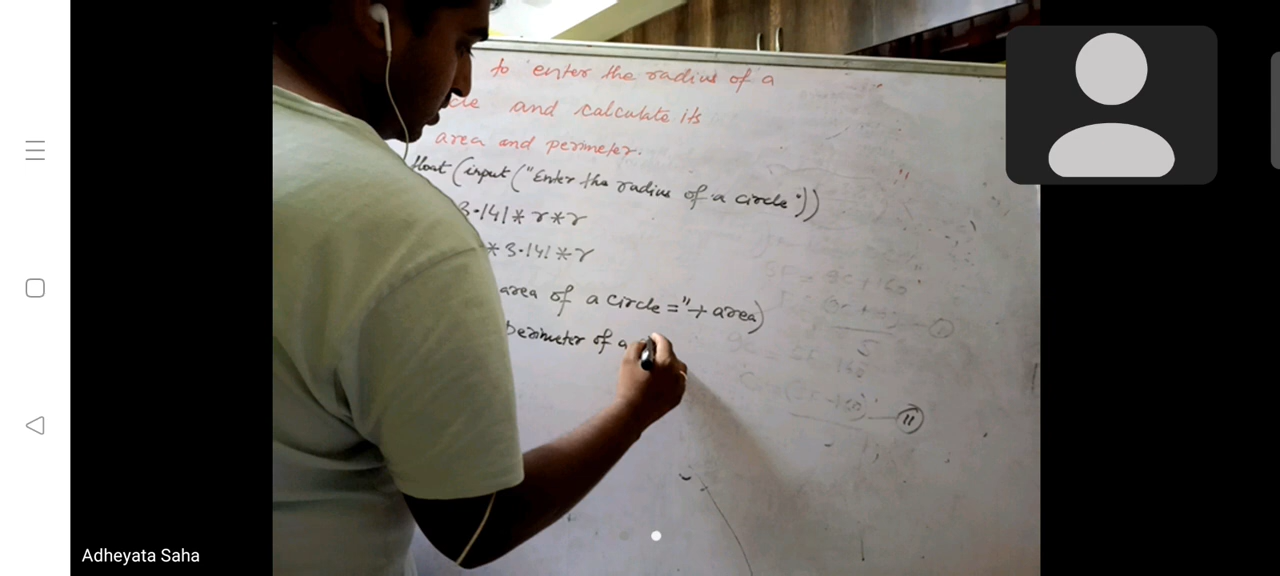 to enter the radius of a
cle and calculate its
area and perimeter.
float (input ("Enter the radius of a circle"))
3.141 * r * r
* 3.141 * r
area of a circle =" + area)
perimeter of a
Adheyata Saha